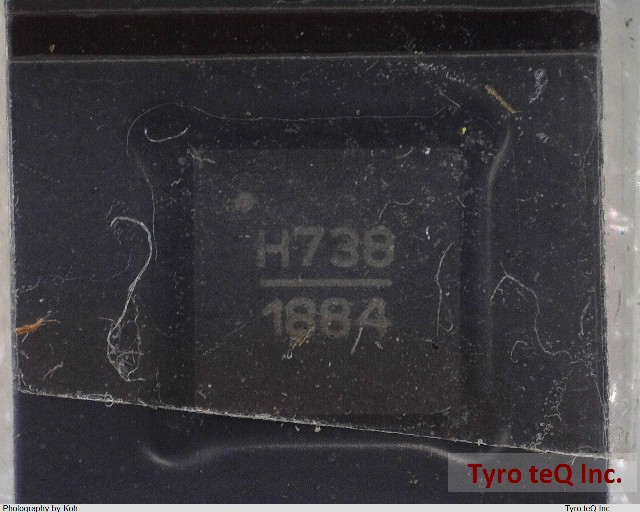 H738
1884
Tyro teQ Inc.
Photography by Koh
Tyro teQ Inc